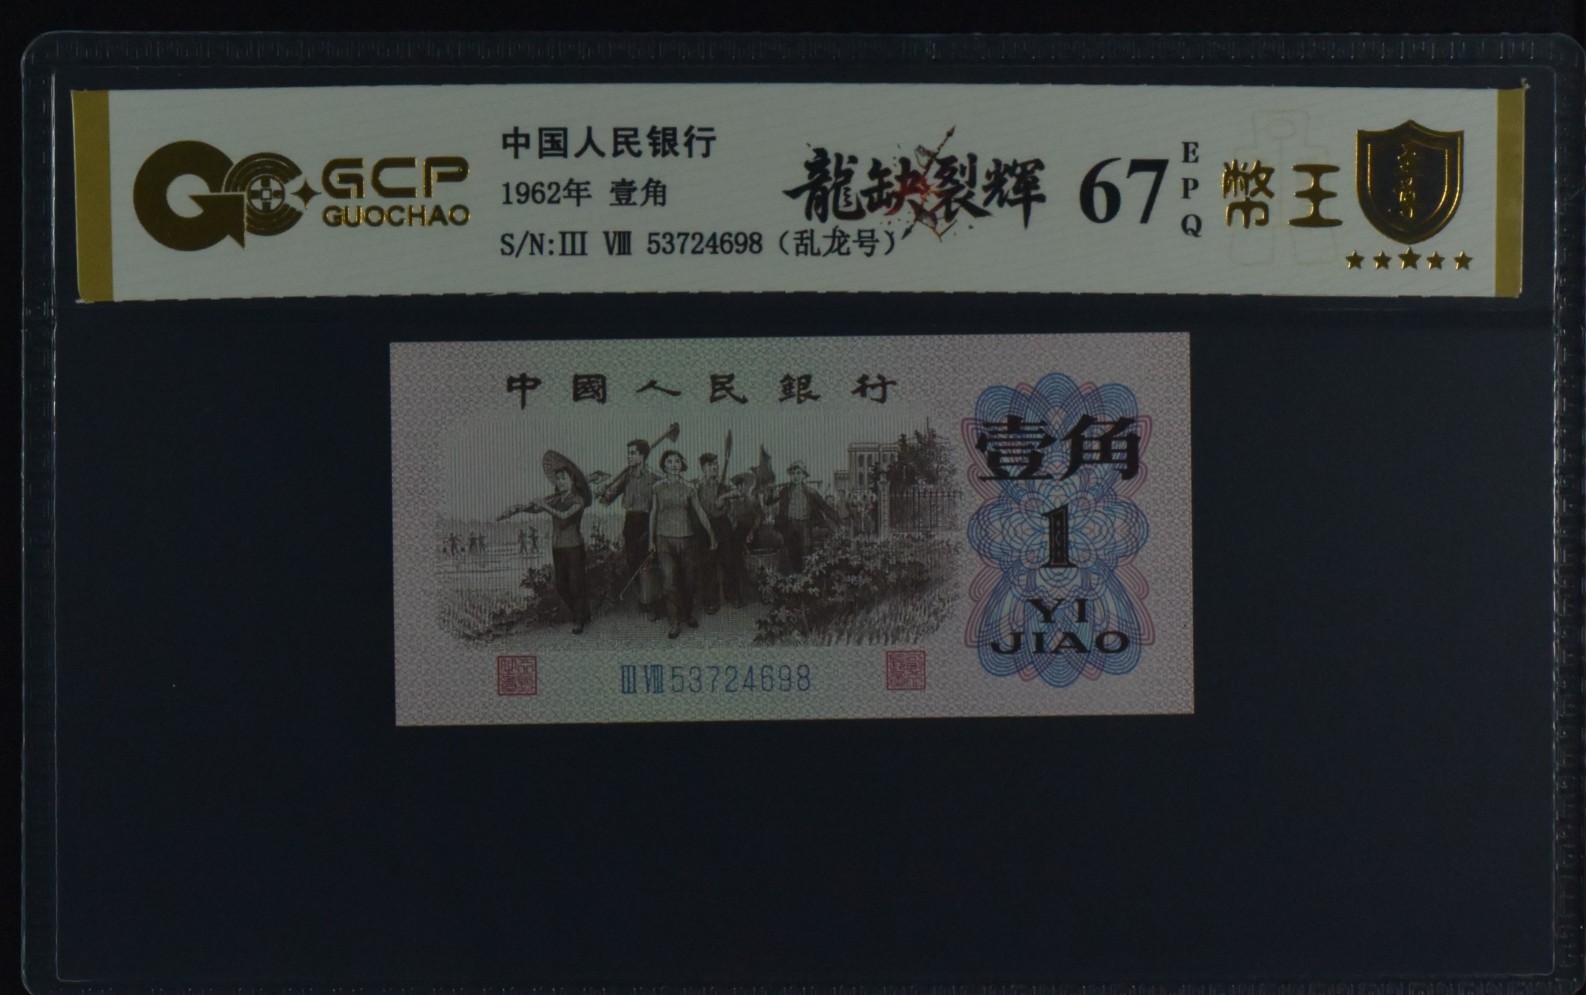 GCP
GUOCHAO
中国人民银行
1962年 壹角
S/N:III VIII 53724698（乱龙号）
龍缺裂辉
67
EPQ
幣王
中國人民銀行
壹角
1
YI
JIAO
III VIII 53724698